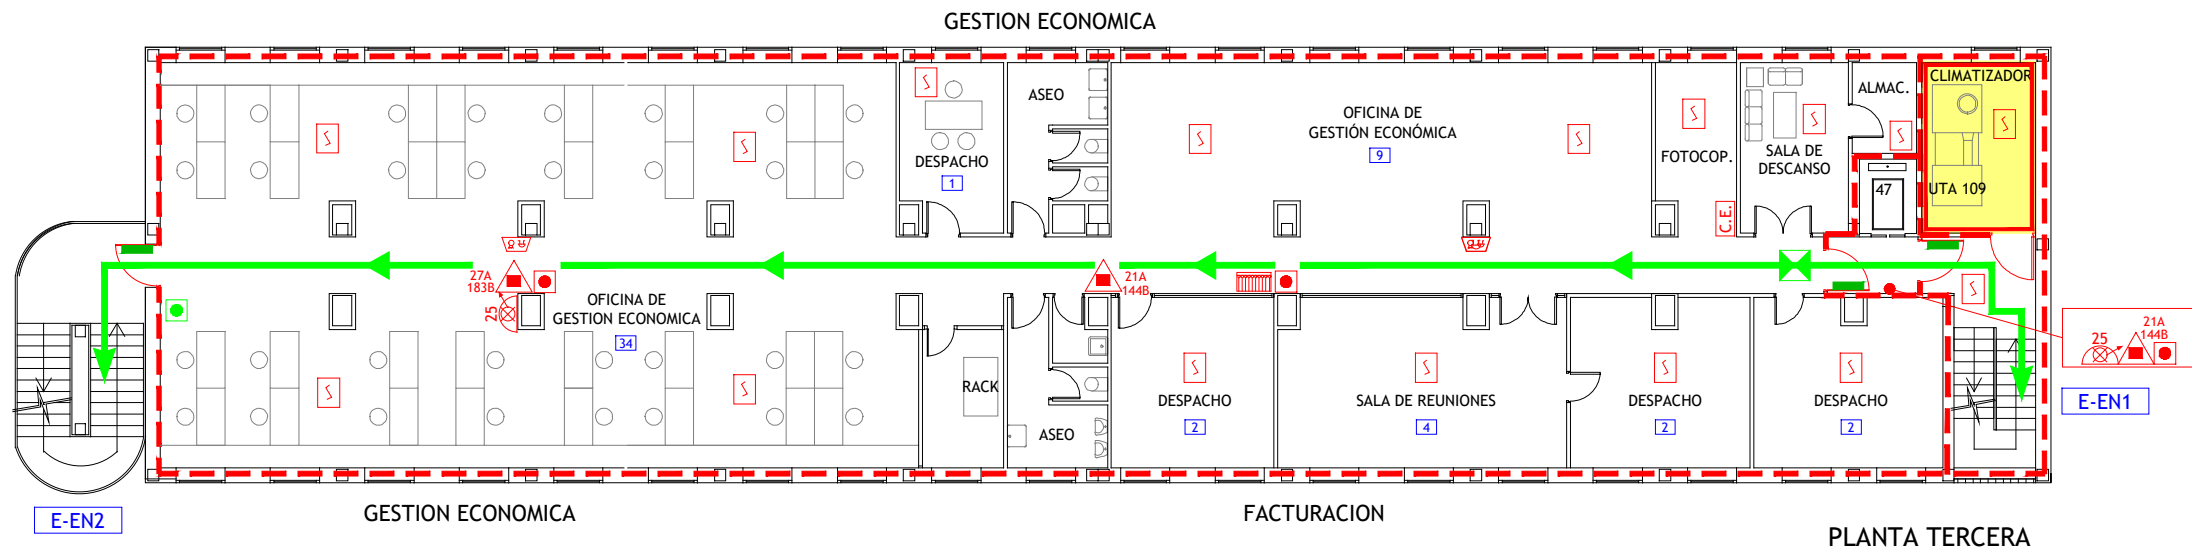 GESTION ECONOMICA
CLIMATIZADOR
ASEO
ALMAC.
OFICINA DE
GESTIÓN ECONÓMICA
9
DESPACHO
1
FOTOCOP.
SALA DE
DESCANSO
47
UTA 109
C.E.
27A
183B
25
21A
144B
OFICINA DE
GESTION ECONOMICA
34
21A
144B
25
RACK
DESPACHO
2
SALA DE REUNIONES
4
DESPACHO
2
DESPACHO
2
E-EN1
ASEO
E-EN2
GESTION ECONOMICA
FACTURACION
PLANTA TERCERA